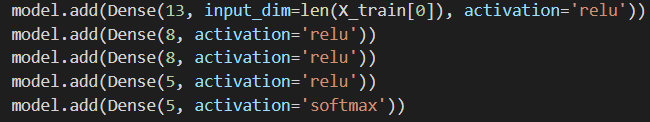 model.add(Dense(13, input_dim=len(X_train[0]), activation='relu'))
model.add(Dense(8, activation='relu'))
model.add(Dense(8, activation='relu'))
model.add(Dense(5, activation='relu'))
model.add(Dense(5, activation='softmax'))